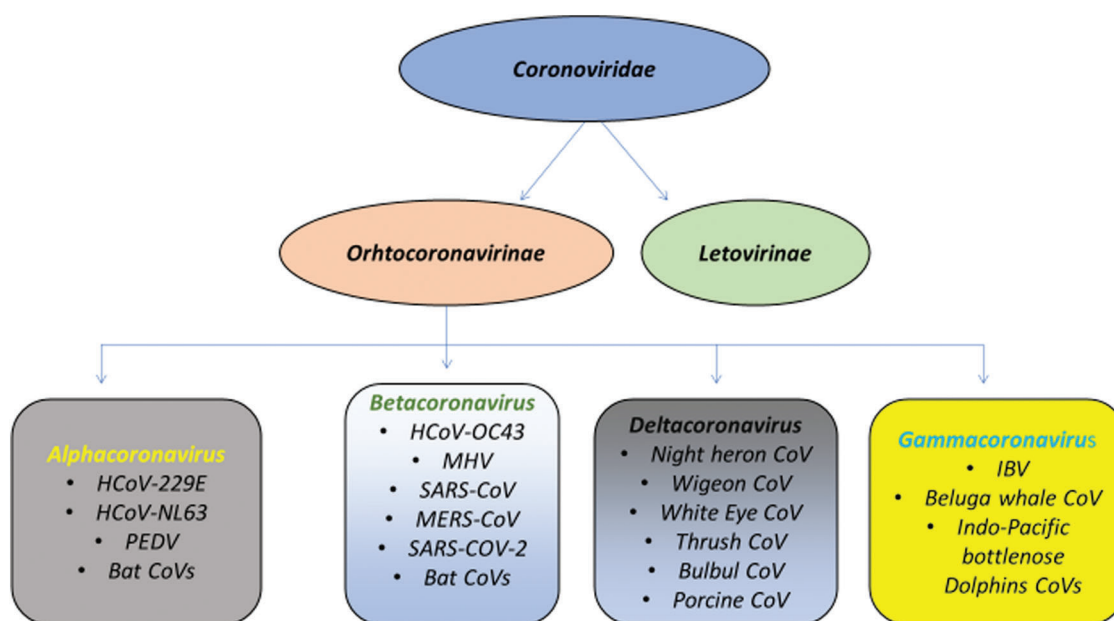 Coronoviridae
Orhtocoronavirinae
Letovirinae
Alphacoronavirus
• HCoV-229E
• HCoV-NL63
• PEDV
• Bat CoVs
Betacoronavirus
• HCoV-OC43
• MHV
• SARS-CoV
• MERS-CoV
• SARS-COV-2
• Bat CoVs
Deltacoronavirus
• Night heron CoV
• Wigeon CoV
• White Eye CoV
• Thrush CoV
• Bulbul CoV
• Porcine CoV
Gammacoronavirus
• IBV
• Beluga whale CoV
• Indo-Pacific
bottlenose
Dolphins CoVs